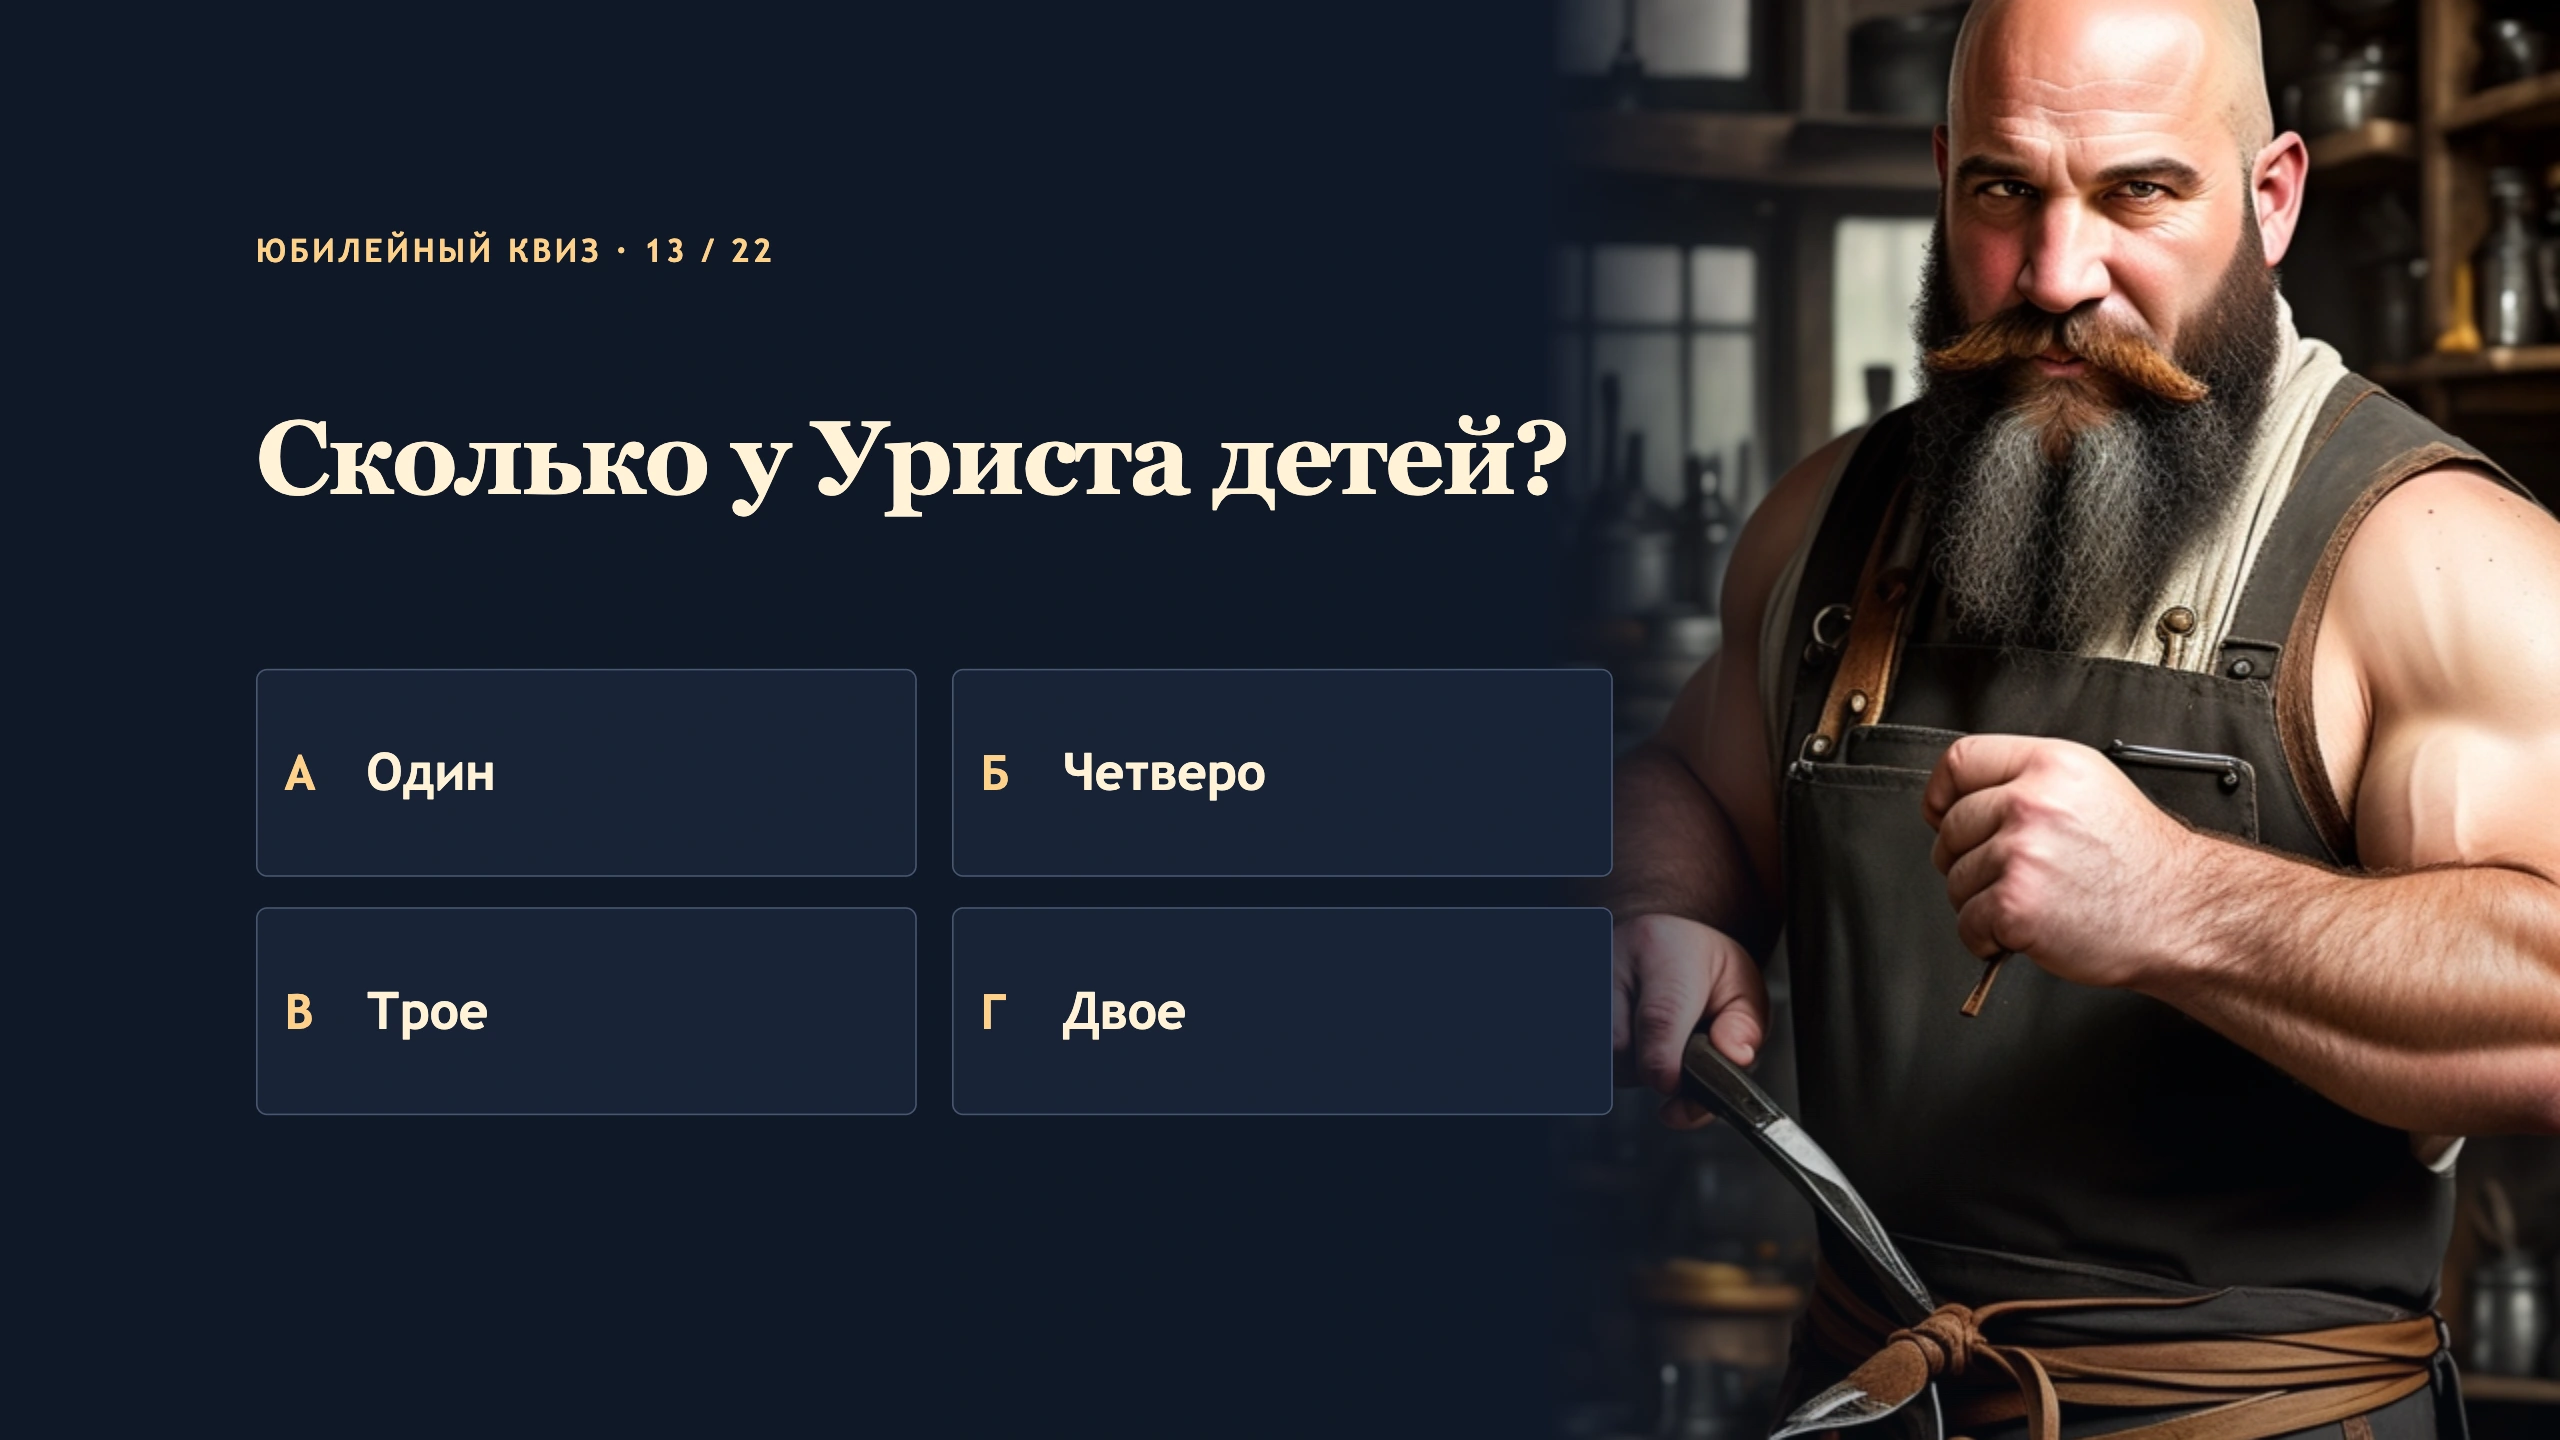 ЮБИЛЕЙНЫЙ КВИЗ · 13 / 22
Сколько у Уриста детей?
А Один
Б Четверо
В Трое
Г Двое